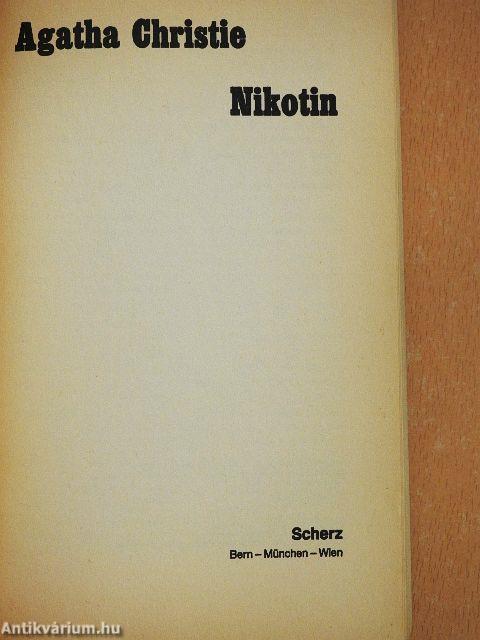 Agatha Christie
Nikotin
Scherz
Bern – München – Wien
Antikvárium.hu